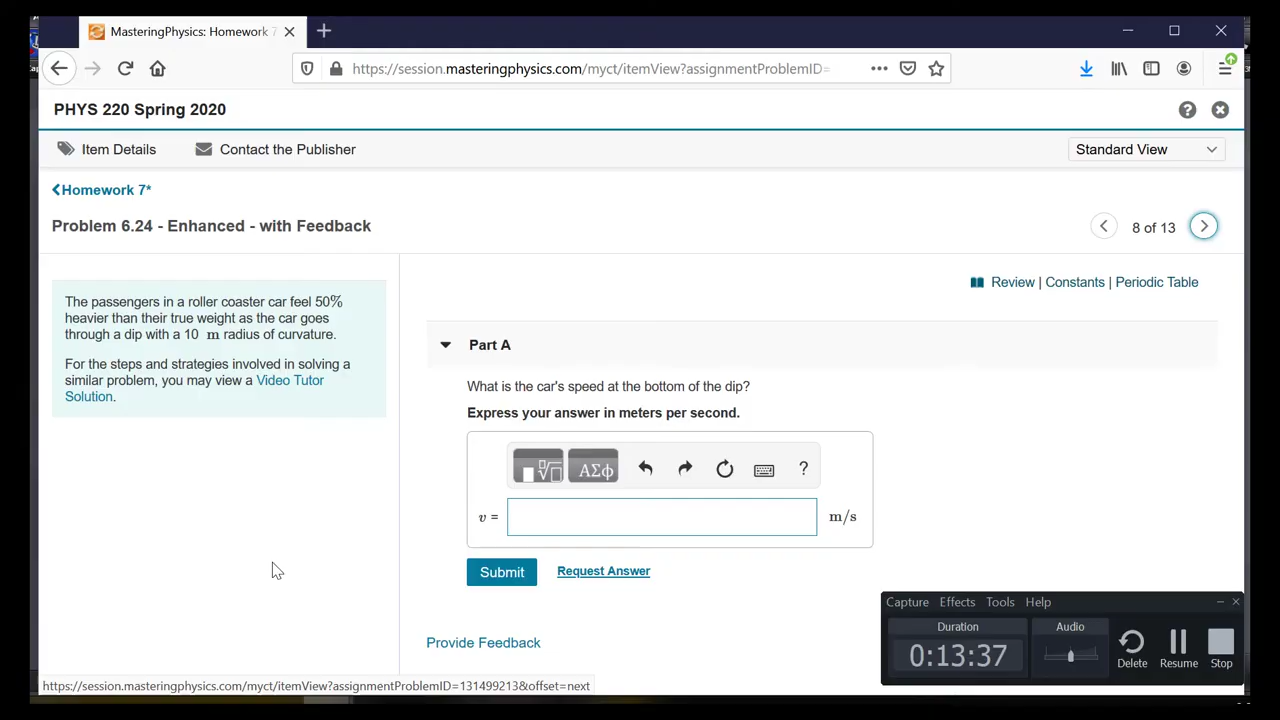 MasteringPhysics: Homework 7
https://session.masteringphysics.com/myct/itemView?assignmentProblemID=
PHYS 220 Spring 2020
Item Details
Contact the Publisher
Standard View
Homework 7*
Problem 6.24 - Enhanced - with Feedback
8 of 13
The passengers in a roller coaster car feel 50%
heavier than their true weight as the car goes
through a dip with a 10 m radius of curvature.
For the steps and strategies involved in solving a
similar problem, you may view a Video Tutor
Solution.
Review | Constants | Periodic Table
Part A
What is the car's speed at the bottom of the dip?
Express your answer in meters per second.
ΑΣϕ
?
v =
m/s
Submit
Request Answer
Provide Feedback
Capture Effects Tools Help
Duration
Audio
0:13:37
Delete
Resume
Stop
https://session.masteringphysics.com/myct/itemView?assignmentProblemID=131499213&offset=next